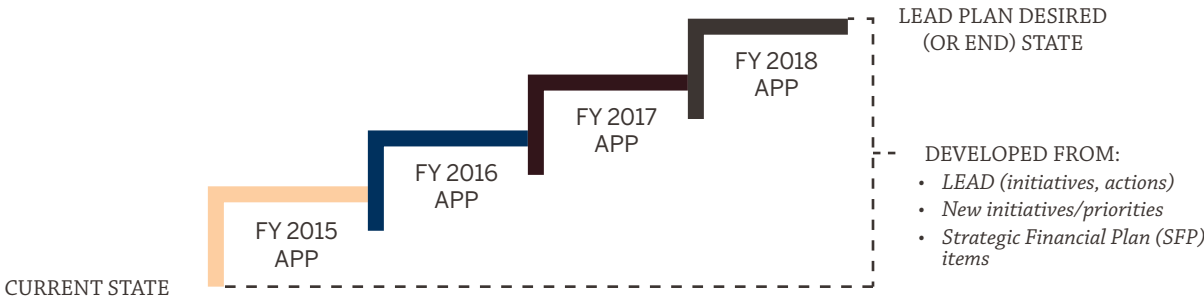 LEAD PLAN DESIRED
(OR END) STATE
FY 2018
APP
FY 2017
APP
FY 2016
APP
FY 2015
APP
CURRENT STATE
DEVELOPED FROM:
• LEAD (initiatives, actions)
• New initiatives/priorities
• Strategic Financial Plan (SFP)
items